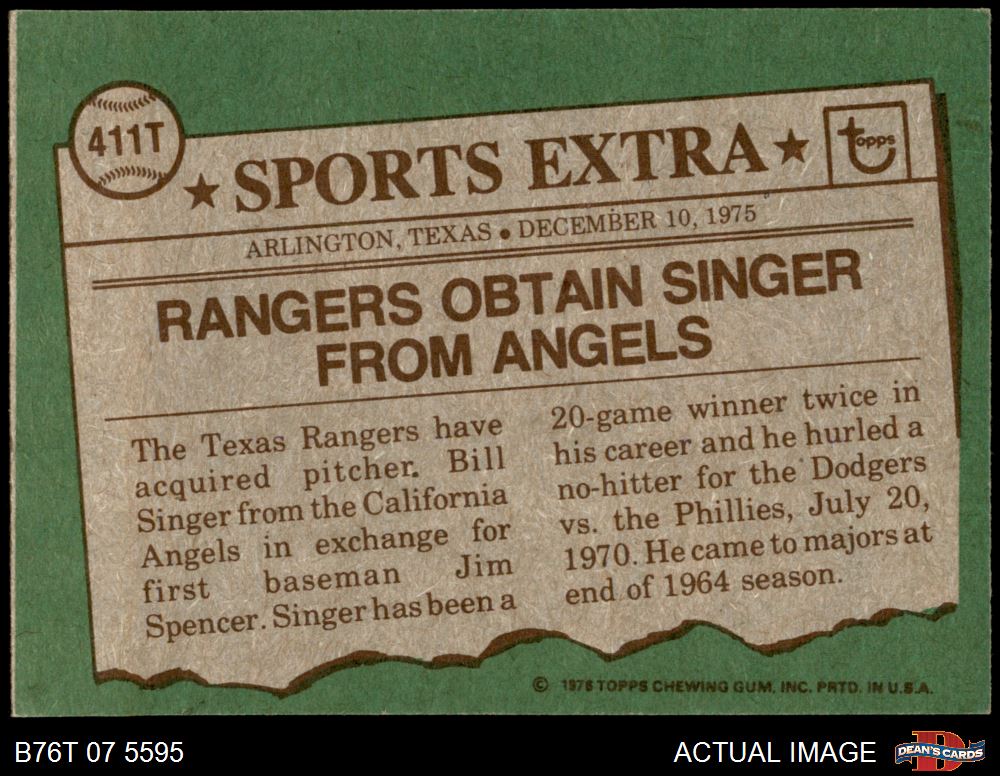 411T
★ SPORTS EXTRA ★
Topps
ARLINGTON, TEXAS • DECEMBER 10, 1975
RANGERS OBTAIN SINGER
FROM ANGELS
The Texas Rangers have
acquired pitcher. Bill
Singer from the California
Angels in exchange for
first baseman Jim
Spencer. Singer has been a
20-game winner twice in
his career and he hurled a
no-hitter for the Dodgers
vs. the Phillies, July 20,
1970. He came to majors at
end of 1964 season.
© 1976 TOPPS CHEWING GUM, INC. PRTD. IN U.S.A.
B76T 07 5595
ACTUAL IMAGE
DEAN'S CARDS